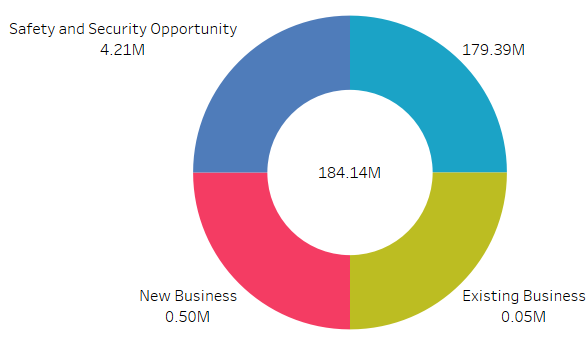 Safety and Security Opportunity
4.21M
179.39M
184.14M
New Business
0.50M
Existing Business
0.05M